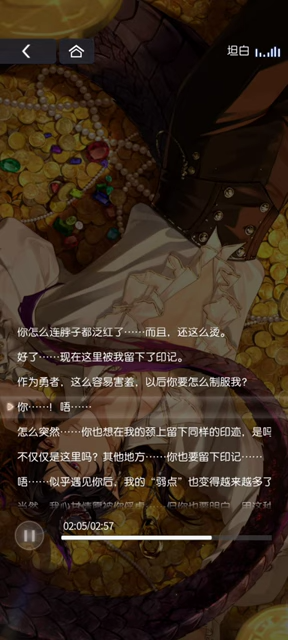 坦白
你怎么连脖子都泛红了……而且，还这么烫。
好了……现在这里被我留下了印记。
作为勇者，这么容易害羞，以后你要怎么制服我？
你……！唔……
怎么突然……你也想在我的颈上留下同样的印迹，是吗
不仅仅是这里吗？其他地方……你也要留下印记……
唔……似乎遇见你后，我的“弱点”也变得越来越多了
02:05/02:57